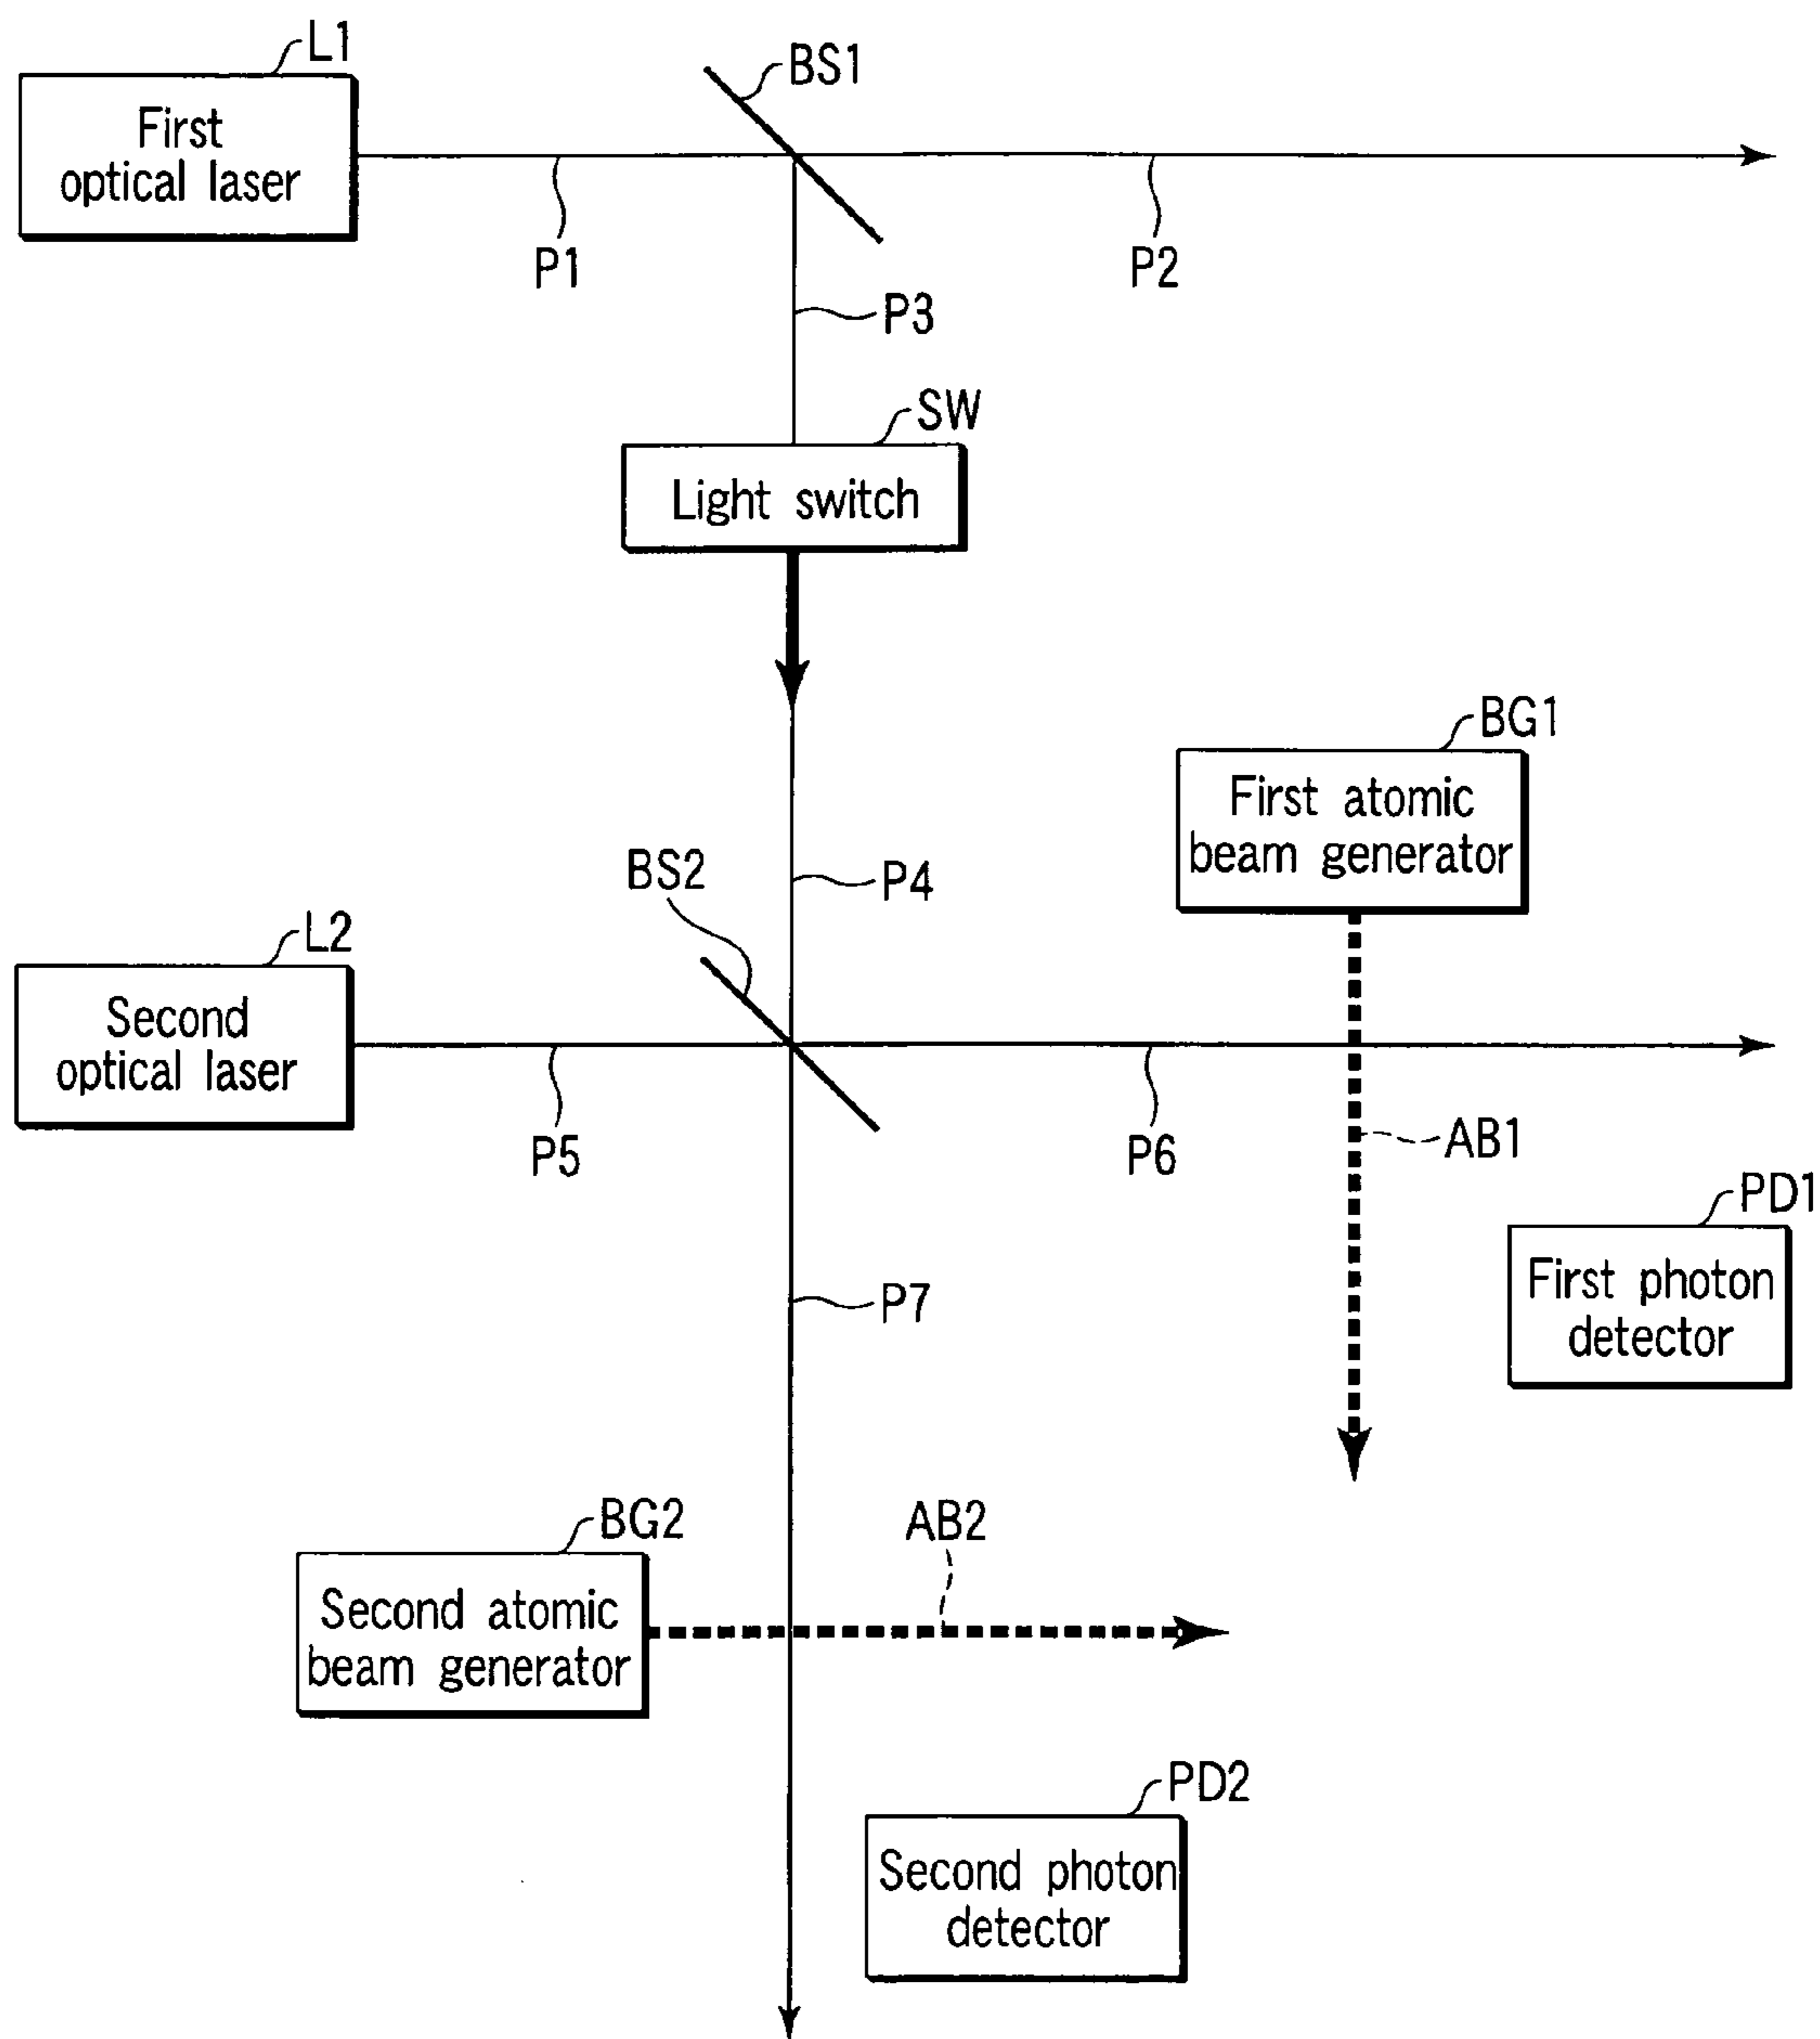 L1
First
optical laser
BS1
P1
P2
P3
SW
Light switch
BG1
First atomic
beam generator
BS2
P4
L2
Second
optical laser
P5
P6
AB1
PD1
First photon
detector
P7
BG2
AB2
Second atomic
beam generator
PD2
Second photon
detector